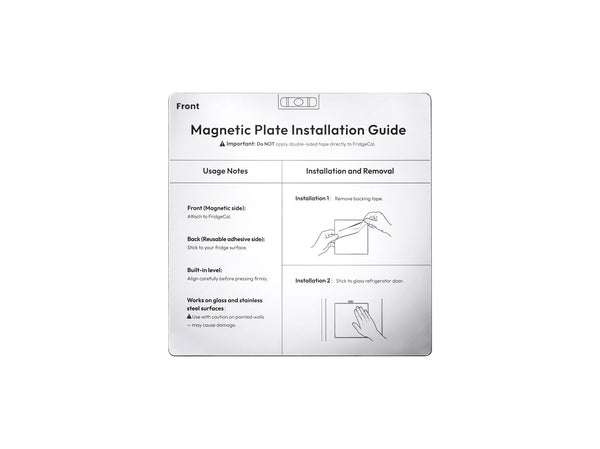 Front
Magnetic Plate Installation Guide
Important: Do NOT apply double-sided tape directly to FridgeCal.
Usage Notes
Front (Magnetic side):
Attach to FridgeCal.
Back (Reusable adhesive side):
Stick to your fridge surface.
Built-in level:
Align carefully before pressing firmly.
Works on glass and stainless
steel surfaces:
Use with caution on painted walls
— may cause damage.
Installation and Removal
Installation 1: Remove backing tape.
Installation 2: Stick to glass refrigerator door.